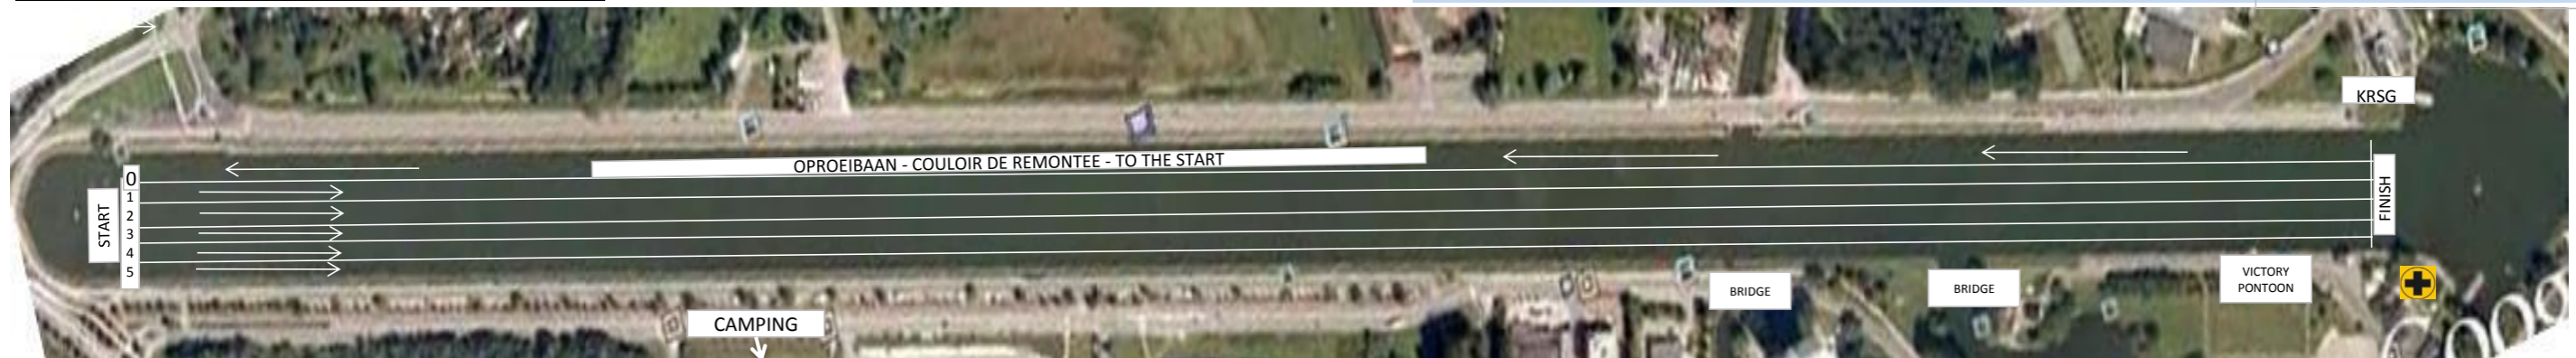 KRSG
OPROEIBAAN - COULOIR DE REMONTEE - TO THE START
START
0
1
2
3
4
5
FINISH
BRIDGE
BRIDGE
VICTORY
PONTOON
CAMPING